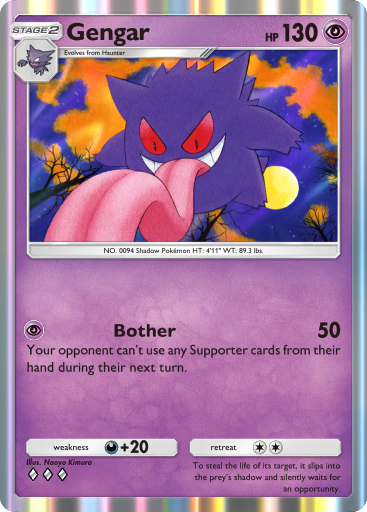 STAGE 2
Gengar
HP 130
Evolves from Haunter
NO. 0094 Shadow Pokémon HT: 4'11" WT: 89.3 lbs.
Bother 50
Your opponent can't use any Supporter cards from their
hand during their next turn.
weakness +20
retreat
Illus. Naoyo Kimura
To steal the life of its target, it slips into
the prey's shadow and silently waits for
an opportunity.